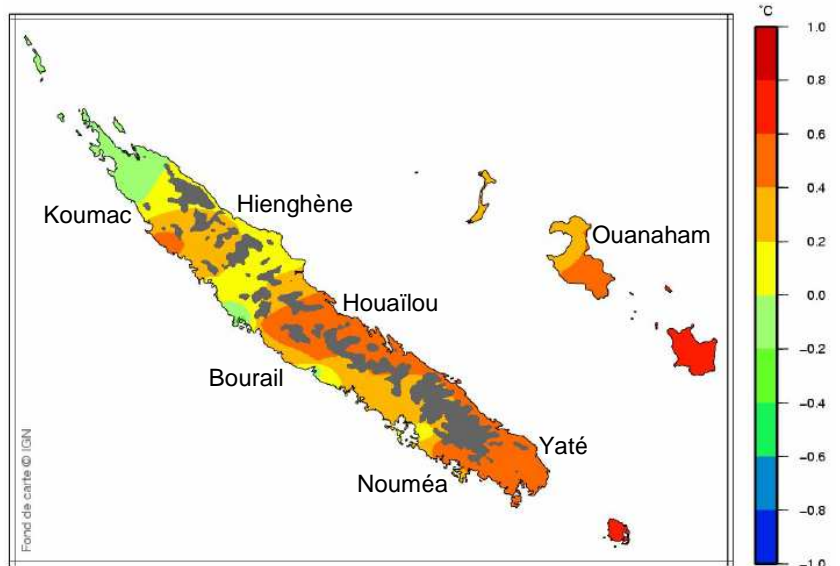 °C
1.0
0.8
0.6
0.4
0.2
0.0
−0.2
−0.4
−0.6
−0.8
−1.0
Hienghène
Koumac
Ouanaham
Houaïlou
Bourail
Yaté
Nouméa
Fond de carte © IGN